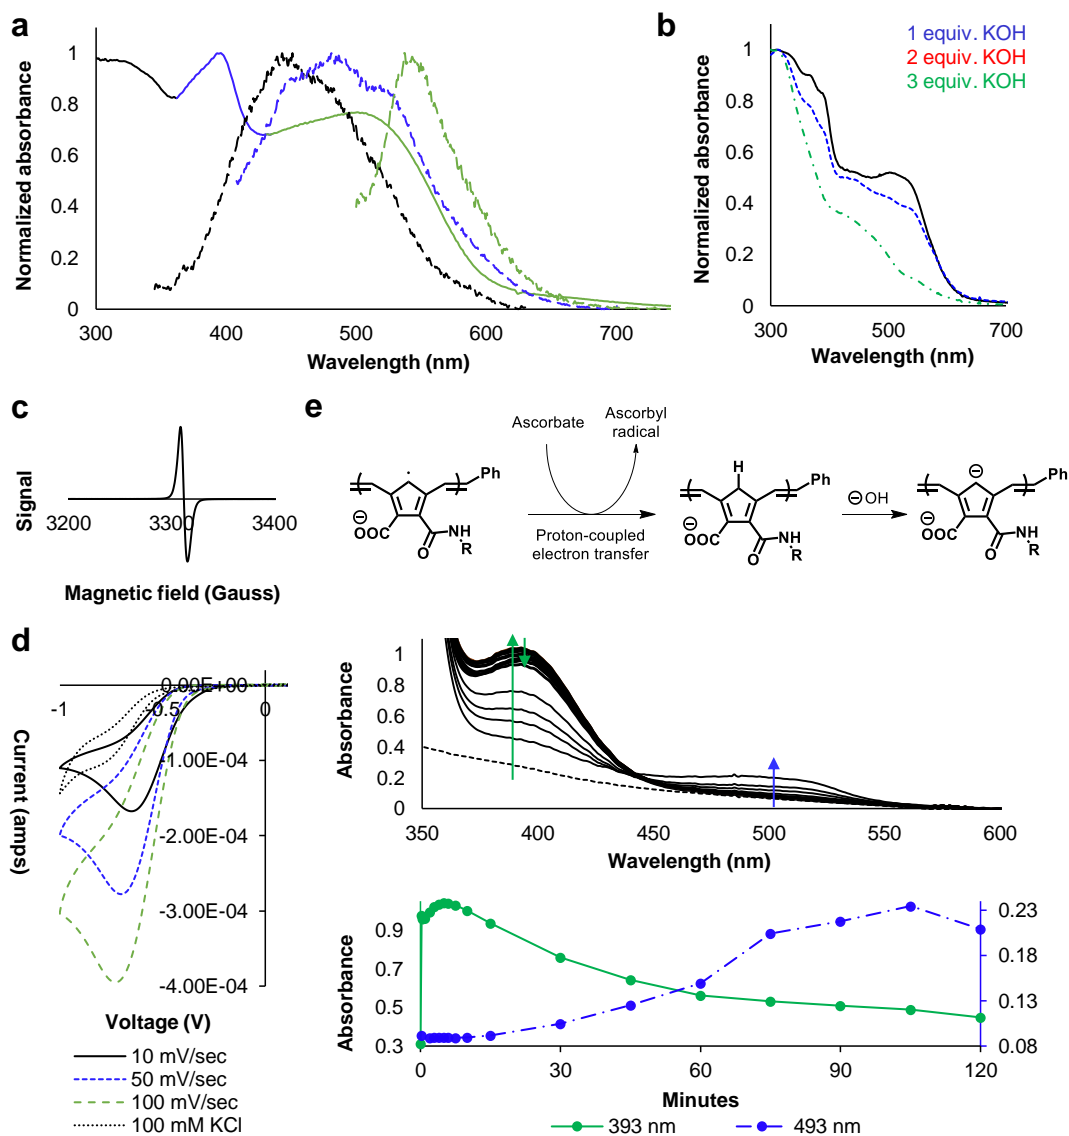 a
Normalized absorbance
1
0.8
0.6
0.4
0.2
0
300
400
500
600
700
Wavelength (nm)
b
1 equiv. KOH
2 equiv. KOH
3 equiv. KOH
Normalized absorbance
1
0.8
0.6
0.4
0.2
0
300
500
700
Wavelength (nm)
c
Signal
3200
3300
3400
Magnetic field (Gauss)
e
Ascorbate
Ascorbyl
radical
Proton-coupled
electron transfer
Ph
⊖
OOC
O
NH
R
H
Ph
⊖
OOC
O
NH
R
⊖OH
⊖
Ph
⊖
OOC
O
NH
R
d
Current (amps)
0.00E+00
-1
-0.5
0
-1.00E-04
-2.00E-04
-3.00E-04
-4.00E-04
Voltage (V)
10 mV/sec
50 mV/sec
100 mV/sec
100 mM KCl
Absorbance
1
0.8
0.6
0.4
0.2
0
350
400
450
500
550
600
Wavelength (nm)
Absorbance
0.9
0.7
0.5
0.3
0.23
0.18
0.13
0.08
0
30
60
90
120
Minutes
393 nm
493 nm